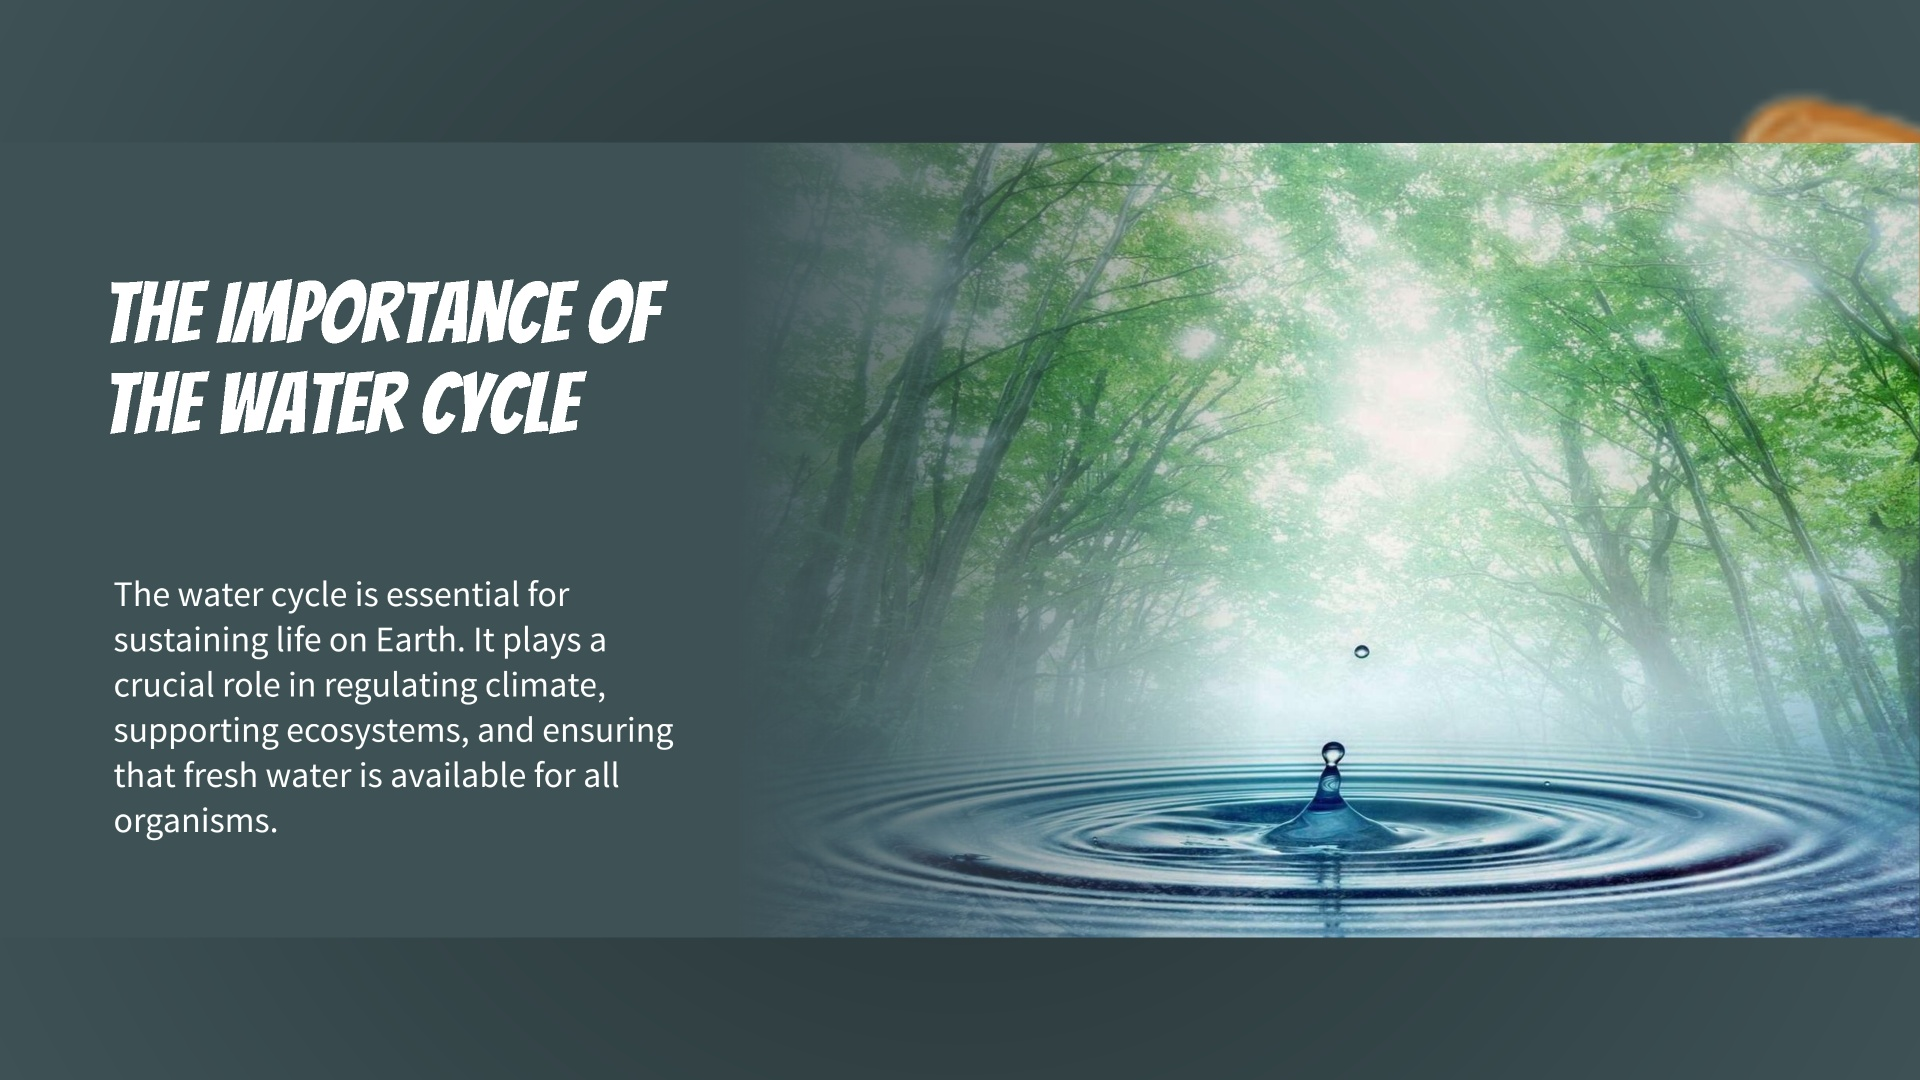 THE IMPORTANCE OF
THE WATER CYCLE
The water cycle is essential for
sustaining life on Earth. It plays a
crucial role in regulating climate,
supporting ecosystems, and ensuring
that fresh water is available for all
organisms.